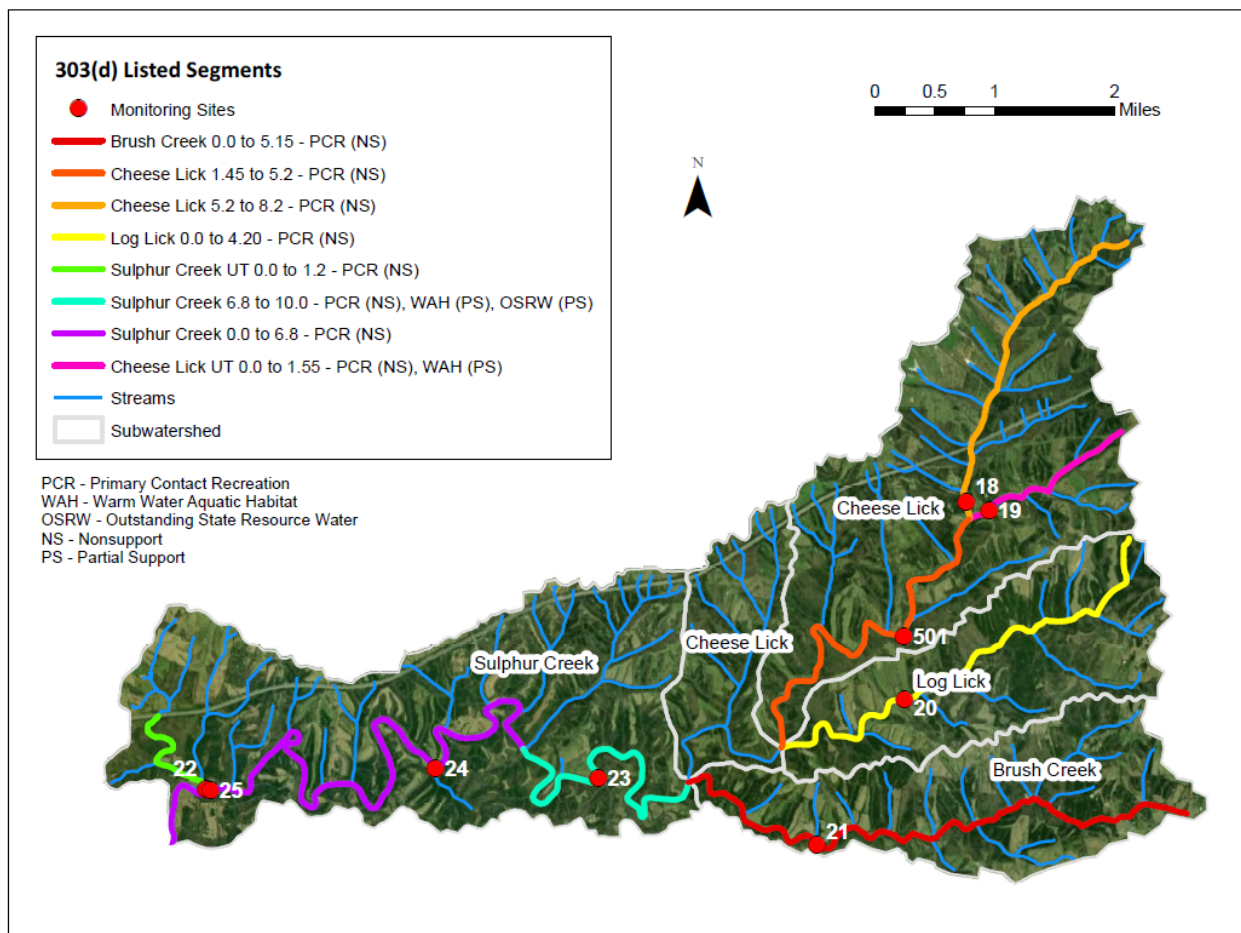 303(d) Listed Segments
Monitoring Sites
Brush Creek 0.0 to 5.15 - PCR (NS)
Cheese Lick 1.45 to 5.2 - PCR (NS)
Cheese Lick 5.2 to 8.2 - PCR (NS)
Log Lick 0.0 to 4.20 - PCR (NS)
Sulphur Creek UT 0.0 to 1.2 - PCR (NS)
Sulphur Creek 6.8 to 10.0 - PCR (NS), WAH (PS), OSRW (PS)
Sulphur Creek 0.0 to 6.8 - PCR (NS)
Cheese Lick UT 0.0 to 1.55 - PCR (NS), WAH (PS)
Streams
Subwatershed
PCR - Primary Contact Recreation
WAH - Warm Water Aquatic Habitat
OSRW - Outstanding State Resource Water
NS - Nonsupport
PS - Partial Support
0 0.5 1 2
Miles
N
18
Cheese Lick
19
501
Cheese Lick
Sulphur Creek
Log Lick
20
Brush Creek
22
24
23
25
21